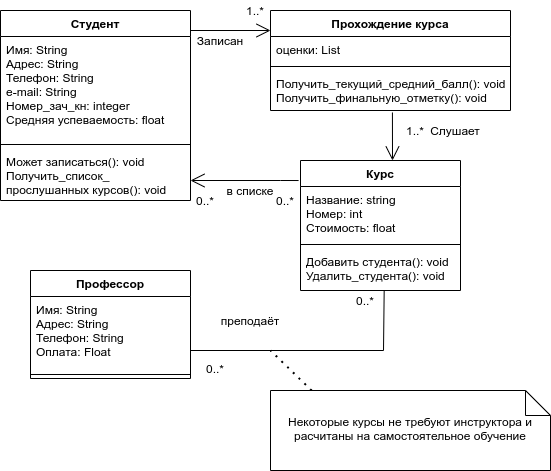 Студент
Имя: String
Адрес: String
Телефон: String
e-mail: String
Номер_зач_кн: integer
Средняя успеваемость: float
Может записаться(): void
Получить_список_
прослушанных курсов(): void
1..*
Записан
Прохождение курса
оценки: List
Получить_текущий_средний_балл(): void
Получить_финальную_отметку(): void
1..* Слушает
Курс
Название: string
Номер: int
Стоимость: float
Добавить студента(): void
Удалить_студента(): void
в списке
0..*
0..*
Профессор
Имя: String
Адрес: String
Телефон: String
Оплата: Float
0..*
преподаёт
0..*
Некоторые курсы не требуют инструктора и
расчитаны на самостоятельное обучение